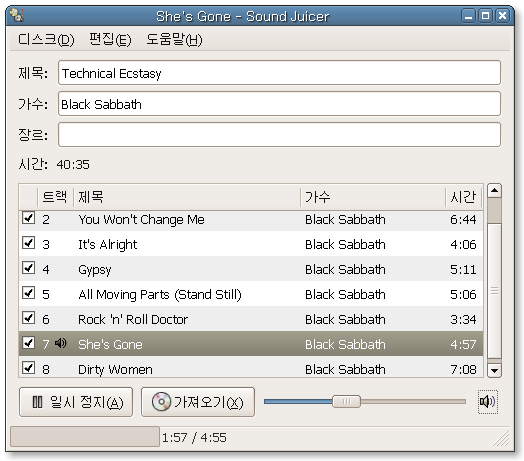 She's Gone - Sound Juicer
디스크(D) 편집(E) 도움말(H)
제목: Technical Ecstasy
가수: Black Sabbath
장르:
시간: 40:35
트랙 제목 가수 시간
2 You Won't Change Me Black Sabbath 6:44
3 It's Alright Black Sabbath 4:06
4 Gypsy Black Sabbath 5:11
5 All Moving Parts (Stand Still) Black Sabbath 5:06
6 Rock 'n' Roll Doctor Black Sabbath 3:34
7 She's Gone Black Sabbath 4:57
8 Dirty Women Black Sabbath 7:08
일시 정지(A) 가져오기(X)
1:57 / 4:55